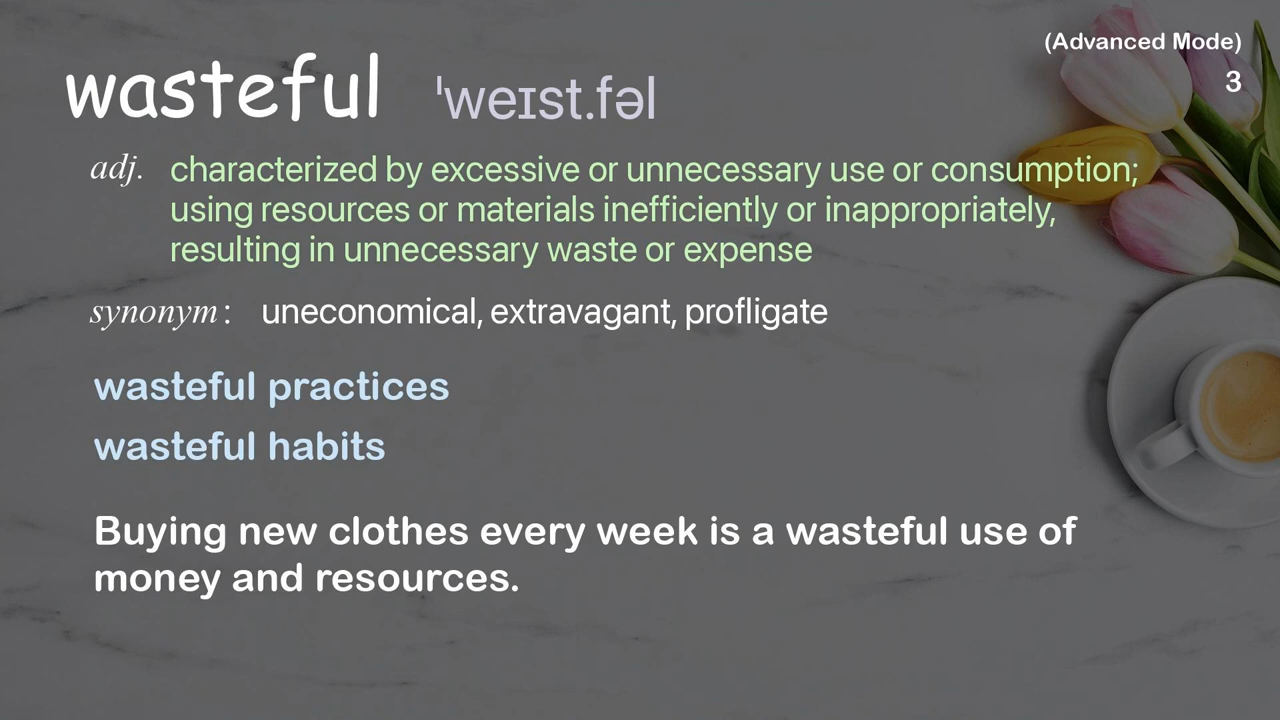 (Advanced Mode)
3
wasteful ˈweɪst.fəl
adj. characterized by excessive or unnecessary use or consumption;
using resources or materials inefficiently or inappropriately,
resulting in unnecessary waste or expense
synonym : uneconomical, extravagant, profligate
wasteful practices
wasteful habits
Buying new clothes every week is a wasteful use of
money and resources.